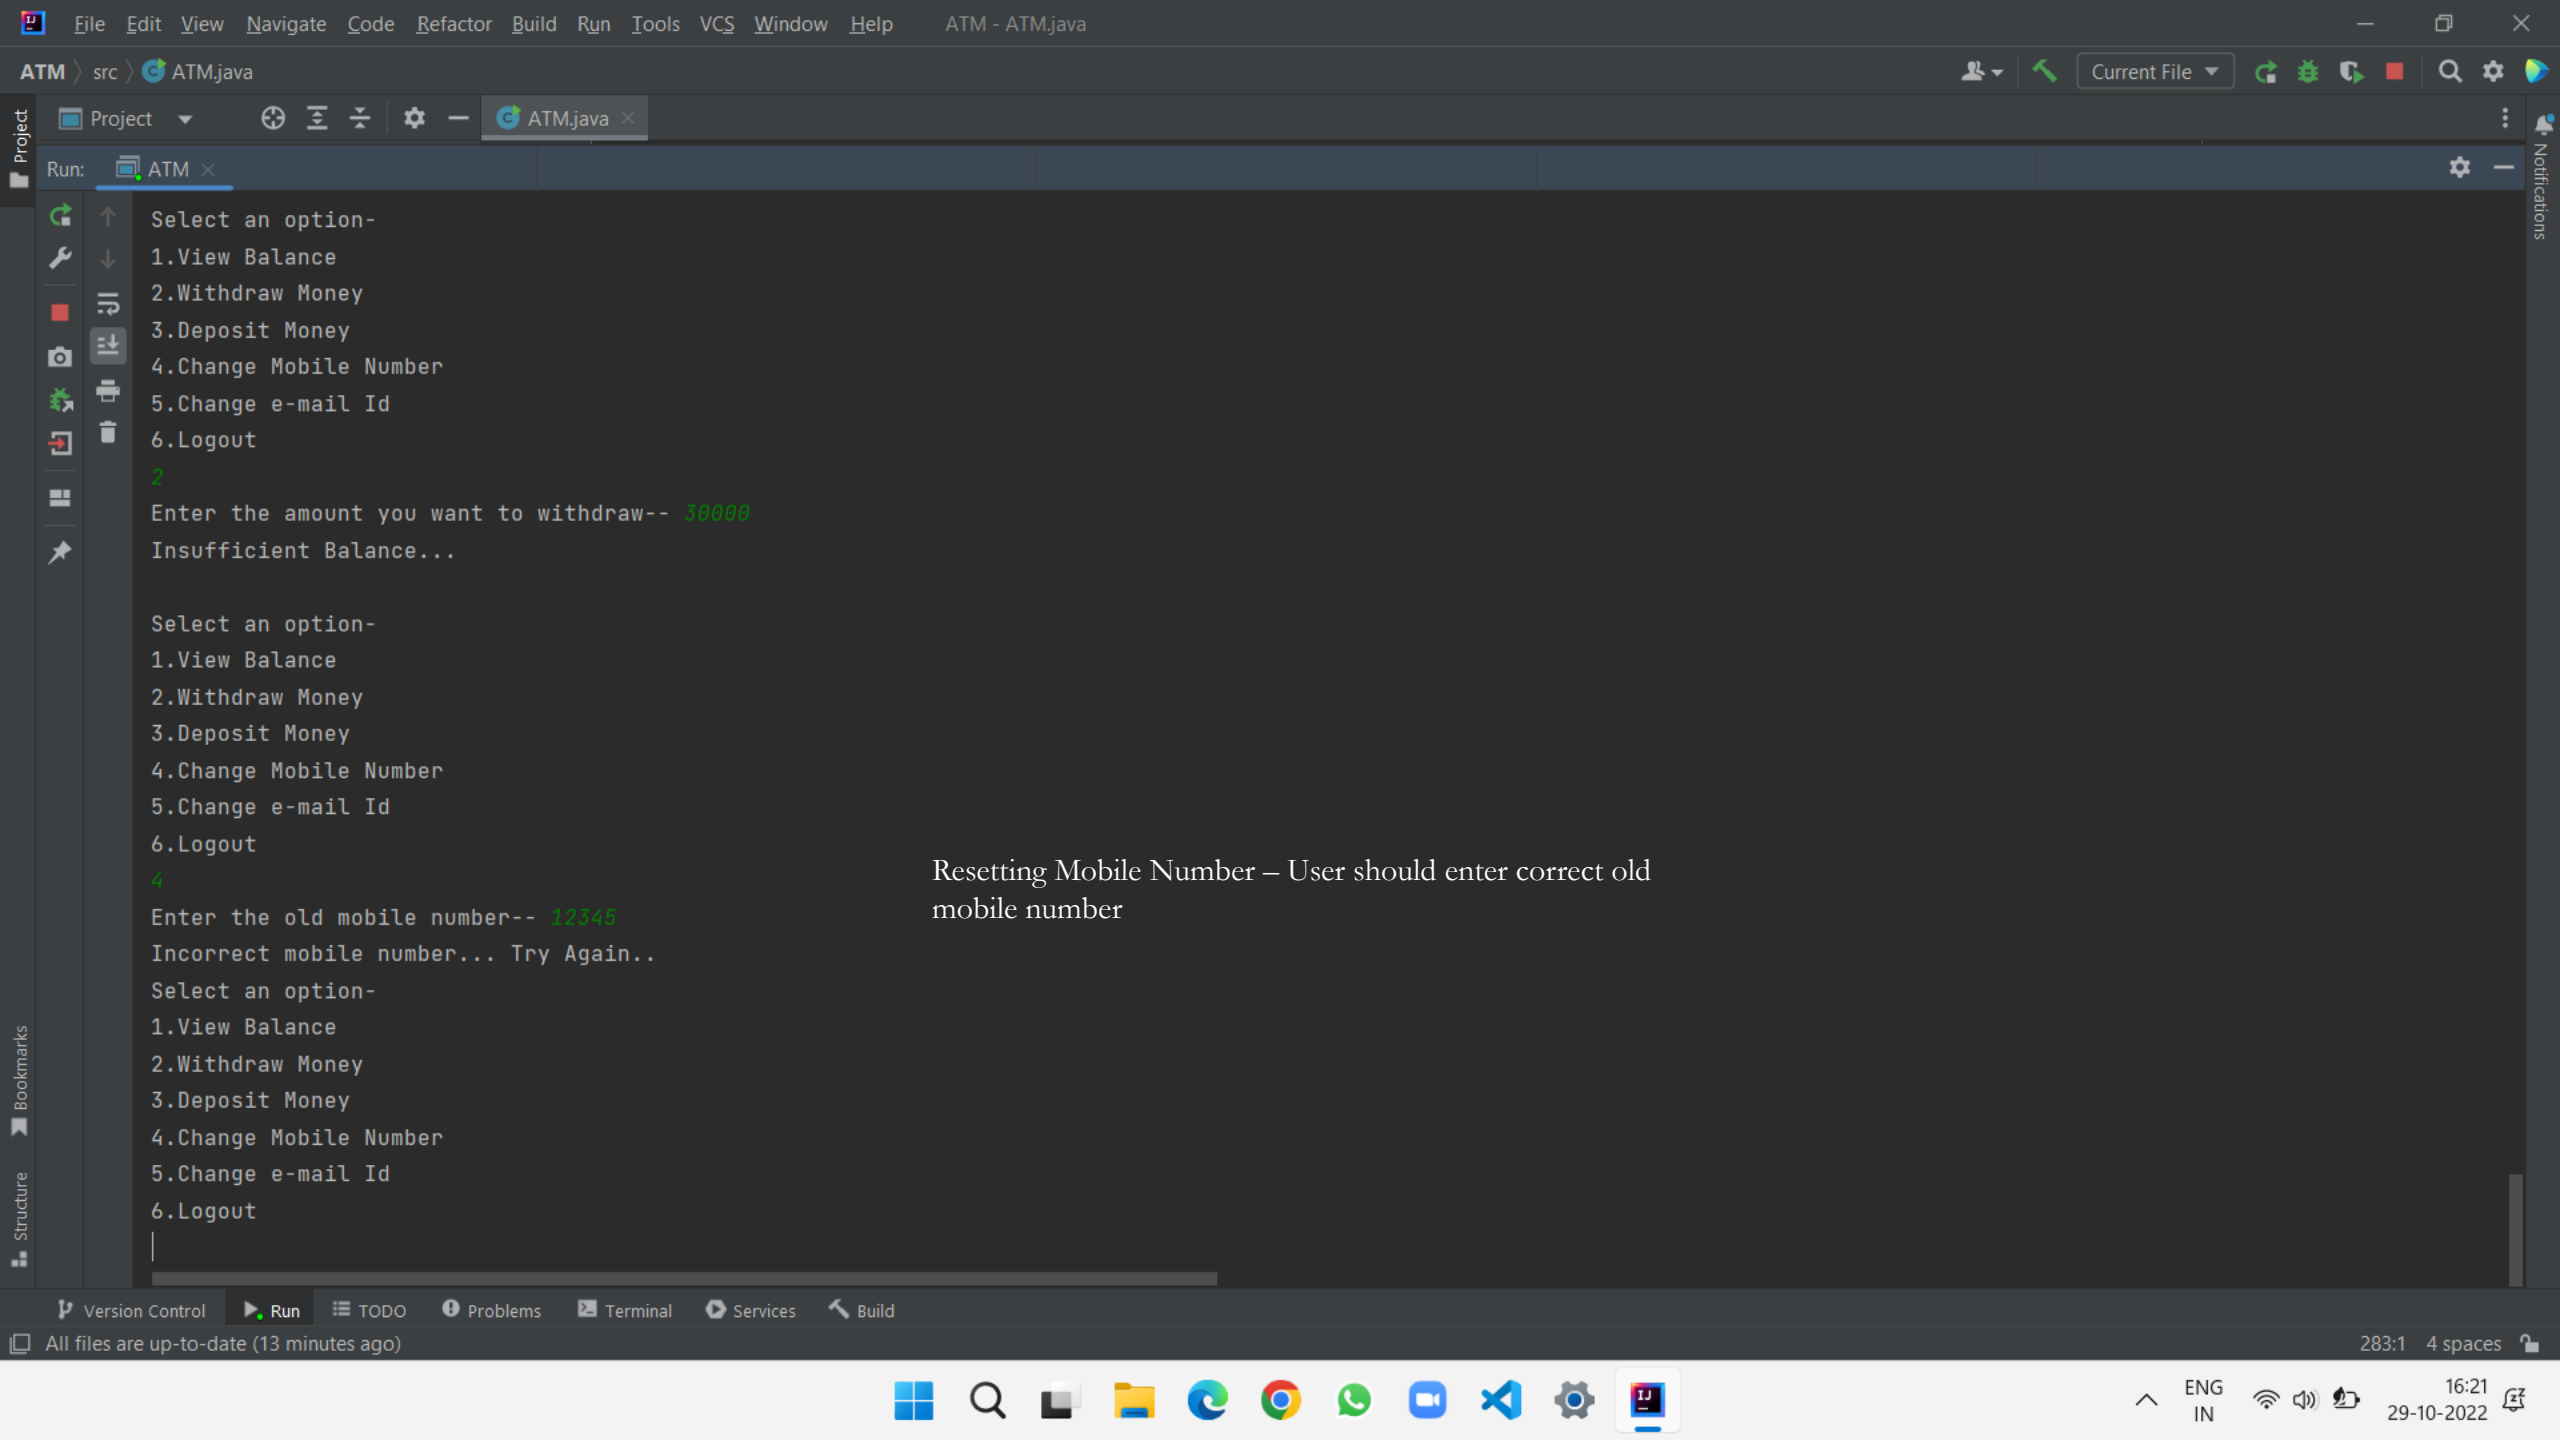 File Edit View Navigate Code Refactor Build Run Tools VCS Window Help ATM - ATM.java
ATM src ATM.java Current File
Project ATM.java
Project
Notifications
Run: ATM
Select an option-
1.View Balance
2.Withdraw Money
3.Deposit Money
4.Change Mobile Number
5.Change e-mail Id
6.Logout
2
Enter the amount you want to withdraw-- 30000
Insufficient Balance...
Select an option-
1.View Balance
2.Withdraw Money
3.Deposit Money
4.Change Mobile Number
5.Change e-mail Id
6.Logout
4
Enter the old mobile number-- 12345
Incorrect mobile number... Try Again..
Resetting Mobile Number – User should enter correct old
mobile number
Select an option-
1.View Balance
2.Withdraw Money
3.Deposit Money
4.Change Mobile Number
5.Change e-mail Id
6.Logout
Bookmarks
Structure
Version Control Run TODO Problems Terminal Services Build
All files are up-to-date (13 minutes ago) 283:1 4 spaces
ENG 16:21
IN 29-10-2022